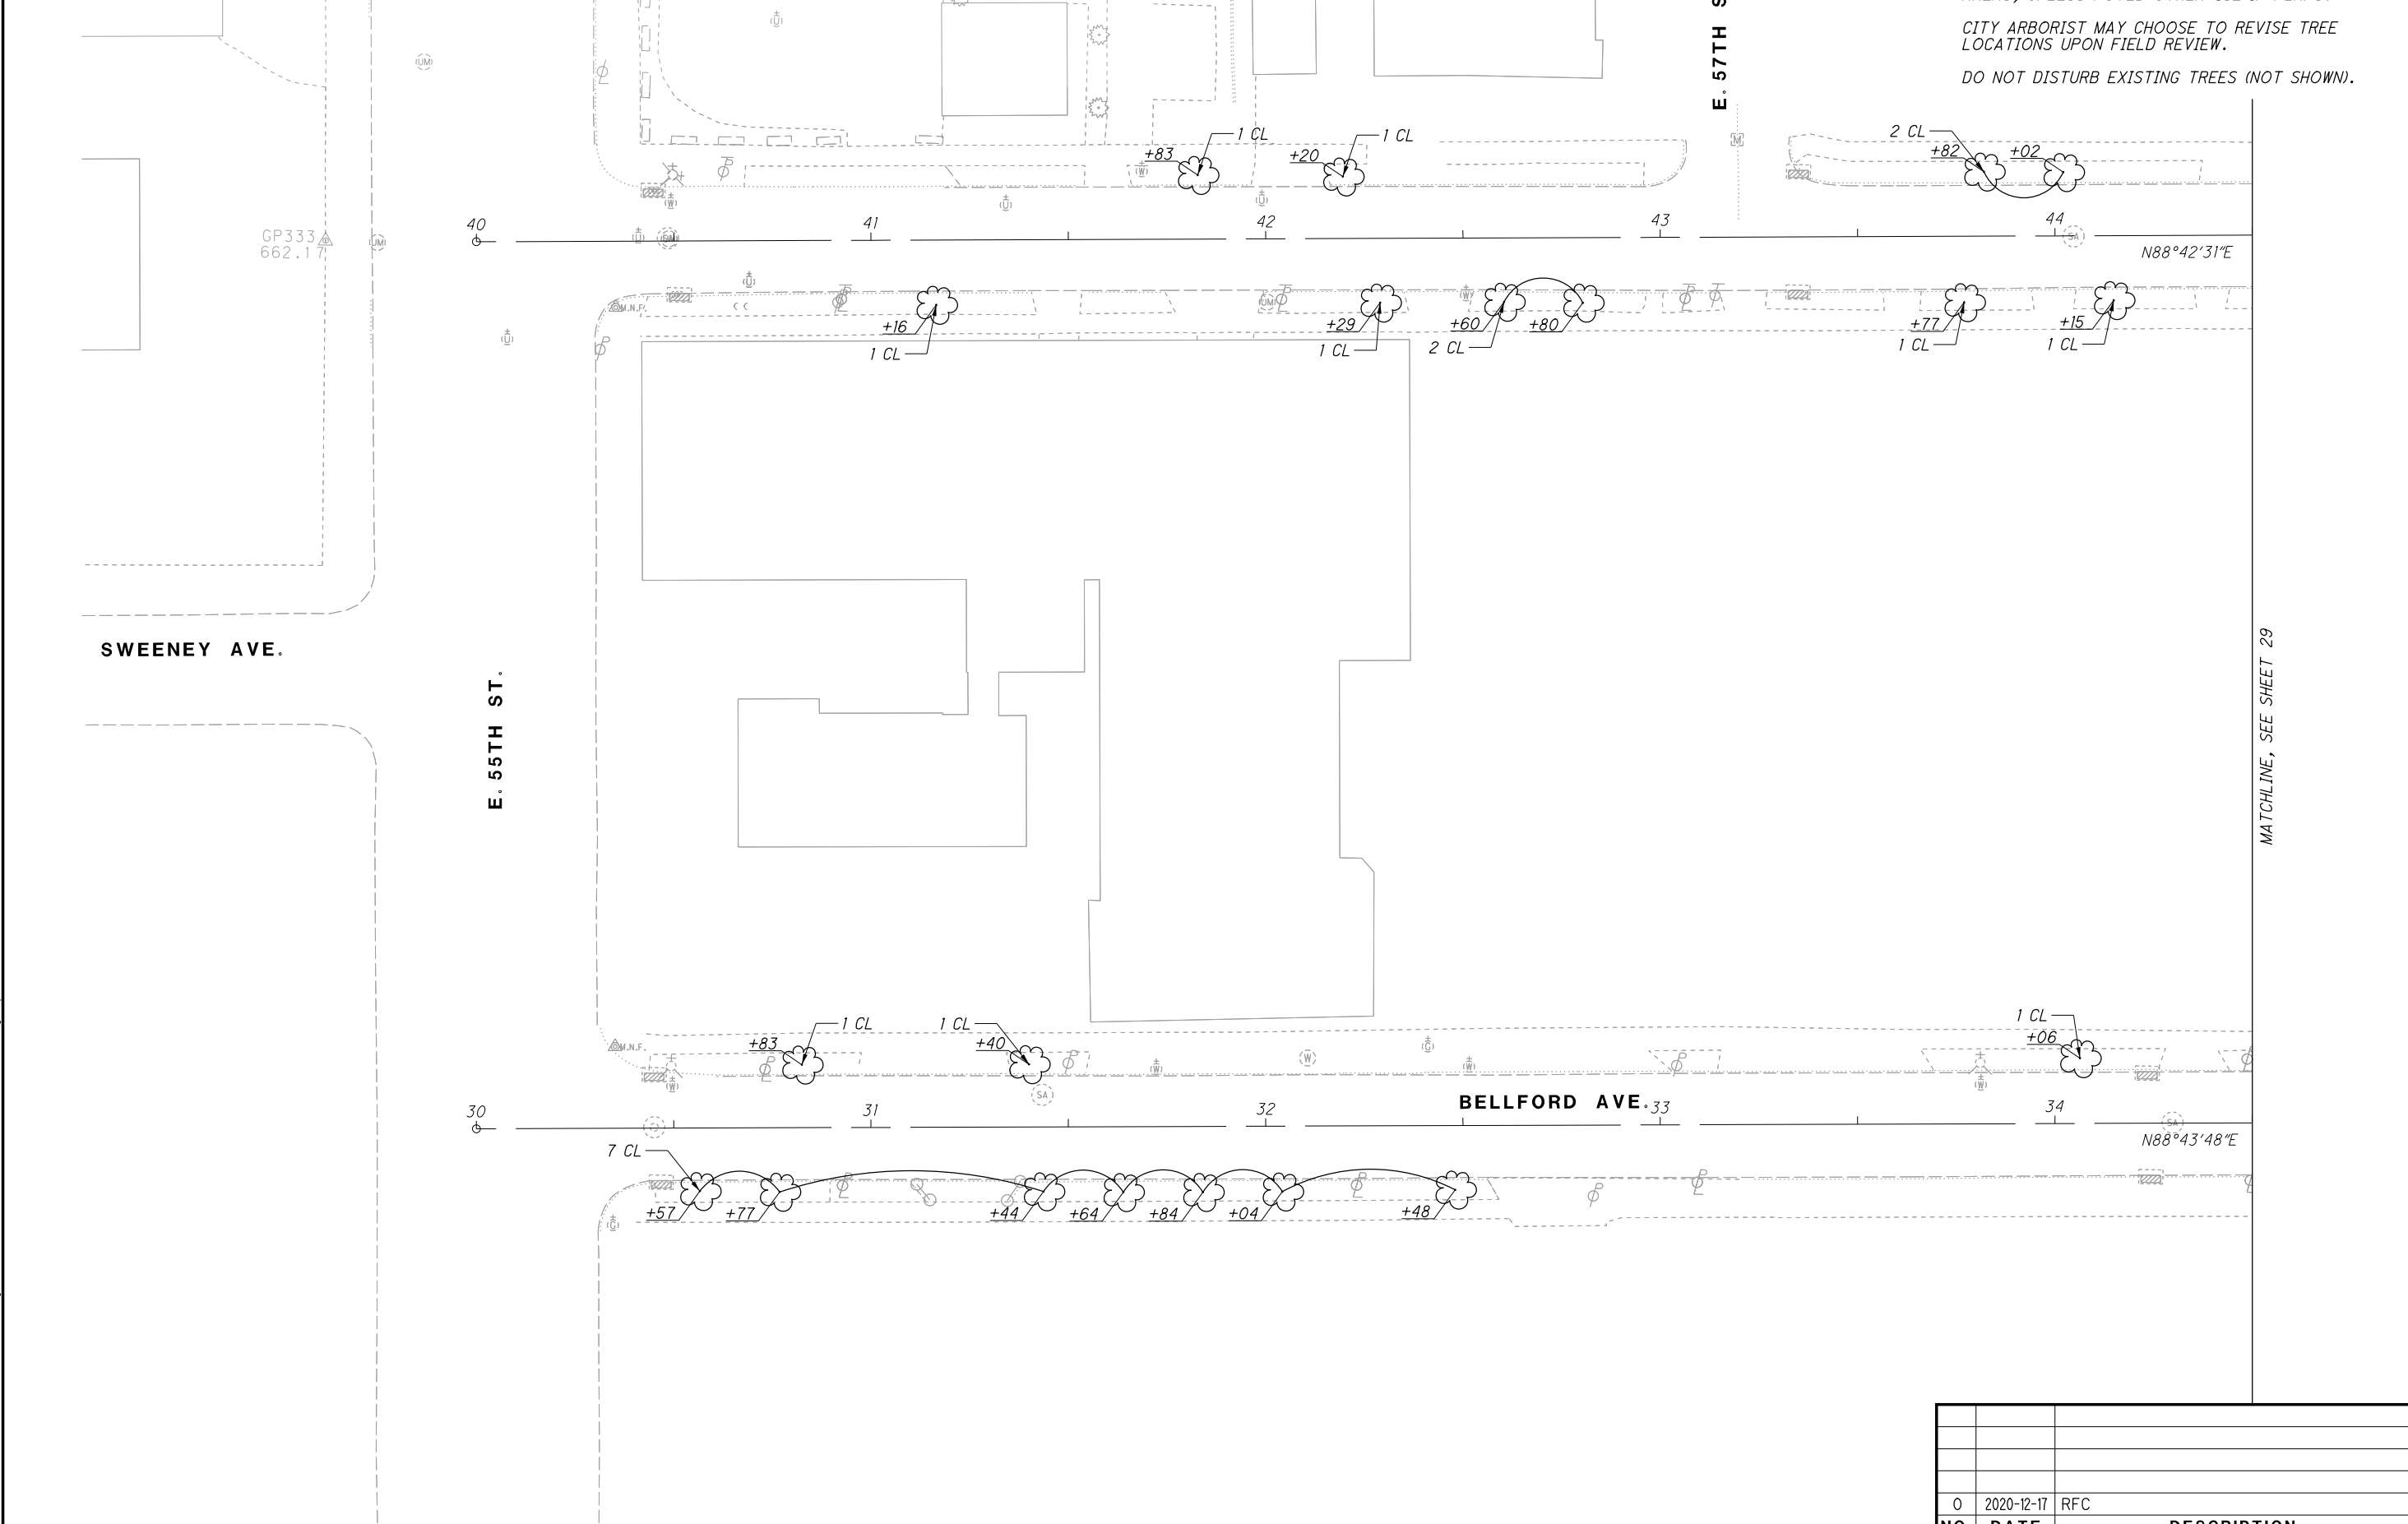 E. 57TH S
CITY ARBORIST MAY CHOOSE TO REVISE TREE
LOCATIONS UPON FIELD REVIEW.
DO NOT DISTURB EXISTING TREES (NOT SHOWN).
1 CL
+83
1 CL
+20
2 CL
+82
+02
GP333
662.17
40
41
42
43
44
N88°42'31"E
M.N.F.
+16
1 CL
+29
1 CL
+60
2 CL
+80
+77
1 CL
+15
1 CL
SWEENEY AVE.
E. 55TH ST.
MATCHLINE, SEE SHEET 29
1 CL
+83
1 CL
+40
1 CL
+06
M.N.F.
30
31
32
BELLFORD AVE.
33
34
N88°43'48"E
7 CL
+57
+77
+44
+64
+84
+04
+48
0 2020-12-17 RFC
NO. DATE DESCRIPTION